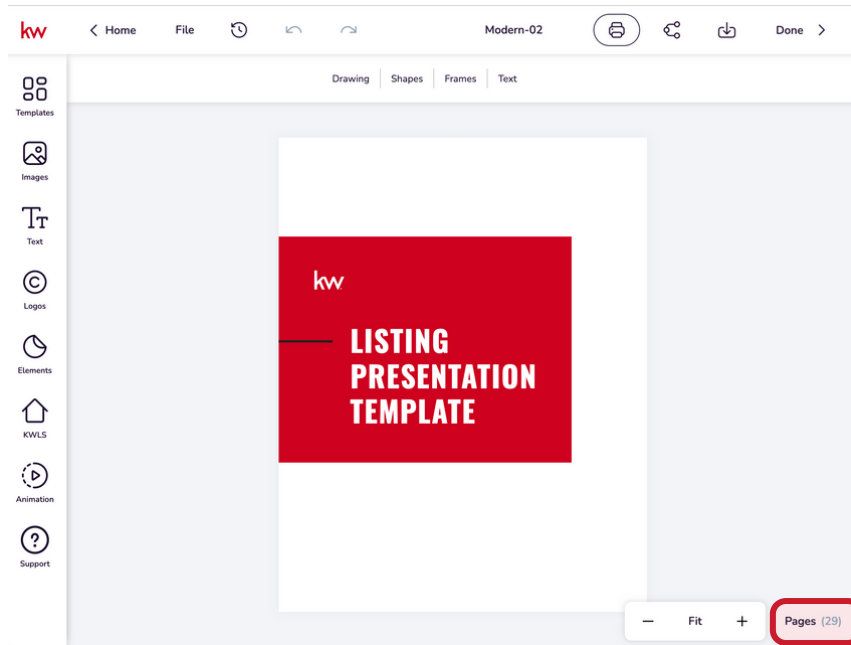 kw
Home
File
Modern-02
Done
Drawing
Shapes
Frames
Text
Templates
Images
Text
Logos
Elements
KWLS
Animation
Support
kw
LISTING
PRESENTATION
TEMPLATE
Fit
Pages (29)